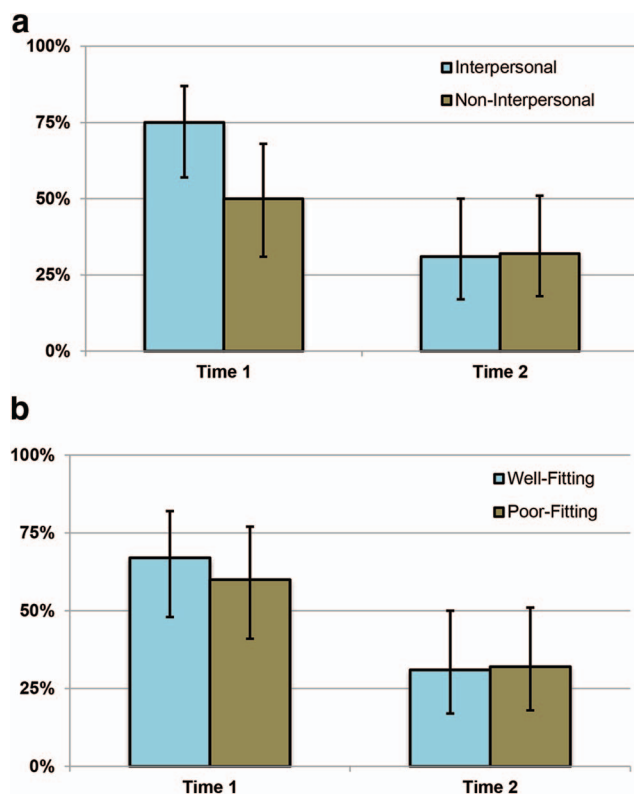 a
100%
Interpersonal
Non-Interpersonal
75%
50%
25%
0%
Time 1 Time 2
b
100%
Well-Fitting
Poor-Fitting
75%
50%
25%
0%
Time 1 Time 2